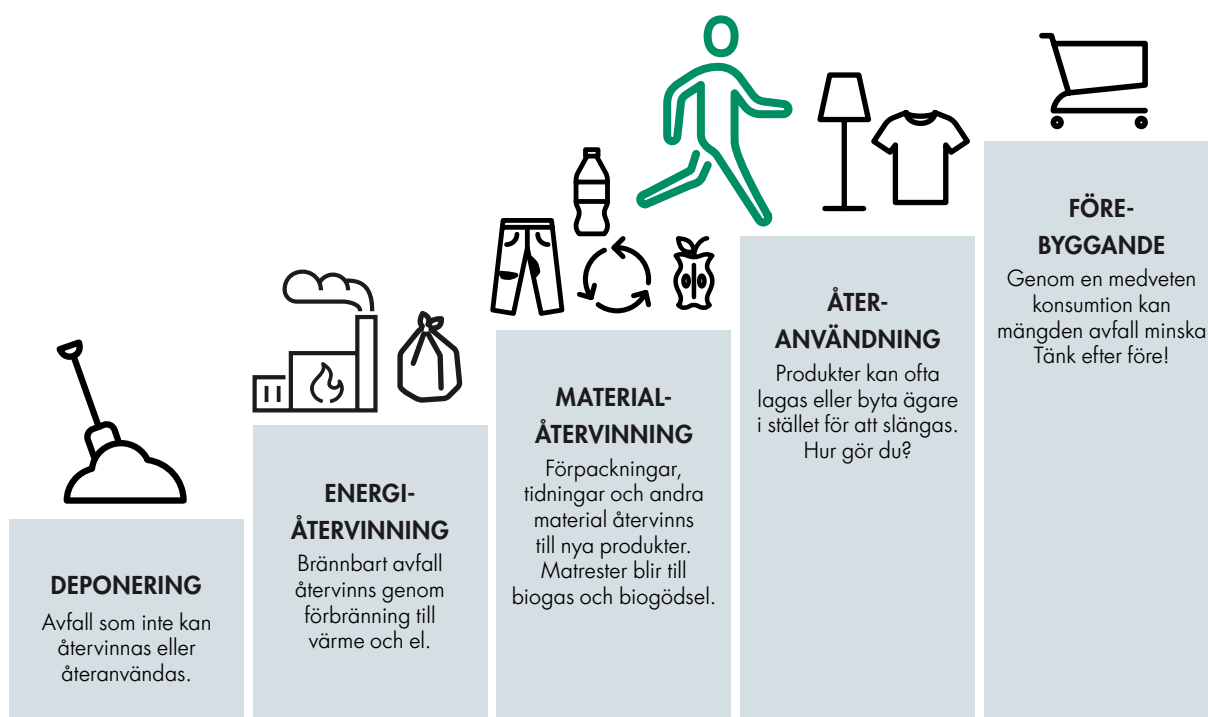 DEPONERING
Avfall som inte kan
återvinnas eller
återanvändas.
ENERGI-
ÅTERVINNING
Brännbart avfall
återvinns genom
förbränning till
värme och el.
MATERIAL-
ÅTERVINNING
Förpackningar,
tidningar och andra
material återvinns
till nya produkter.
Matrester blir till
biogas och biogödsel.
ÅTER-
ANVÄNDNING
Produkter kan ofta
lagas eller byta ägare
i stället för att slängas.
Hur gör du?
FÖRE-
BYGGANDE
Genom en medveten
konsumtion kan
mängden avfall minska
Tänk efter före!